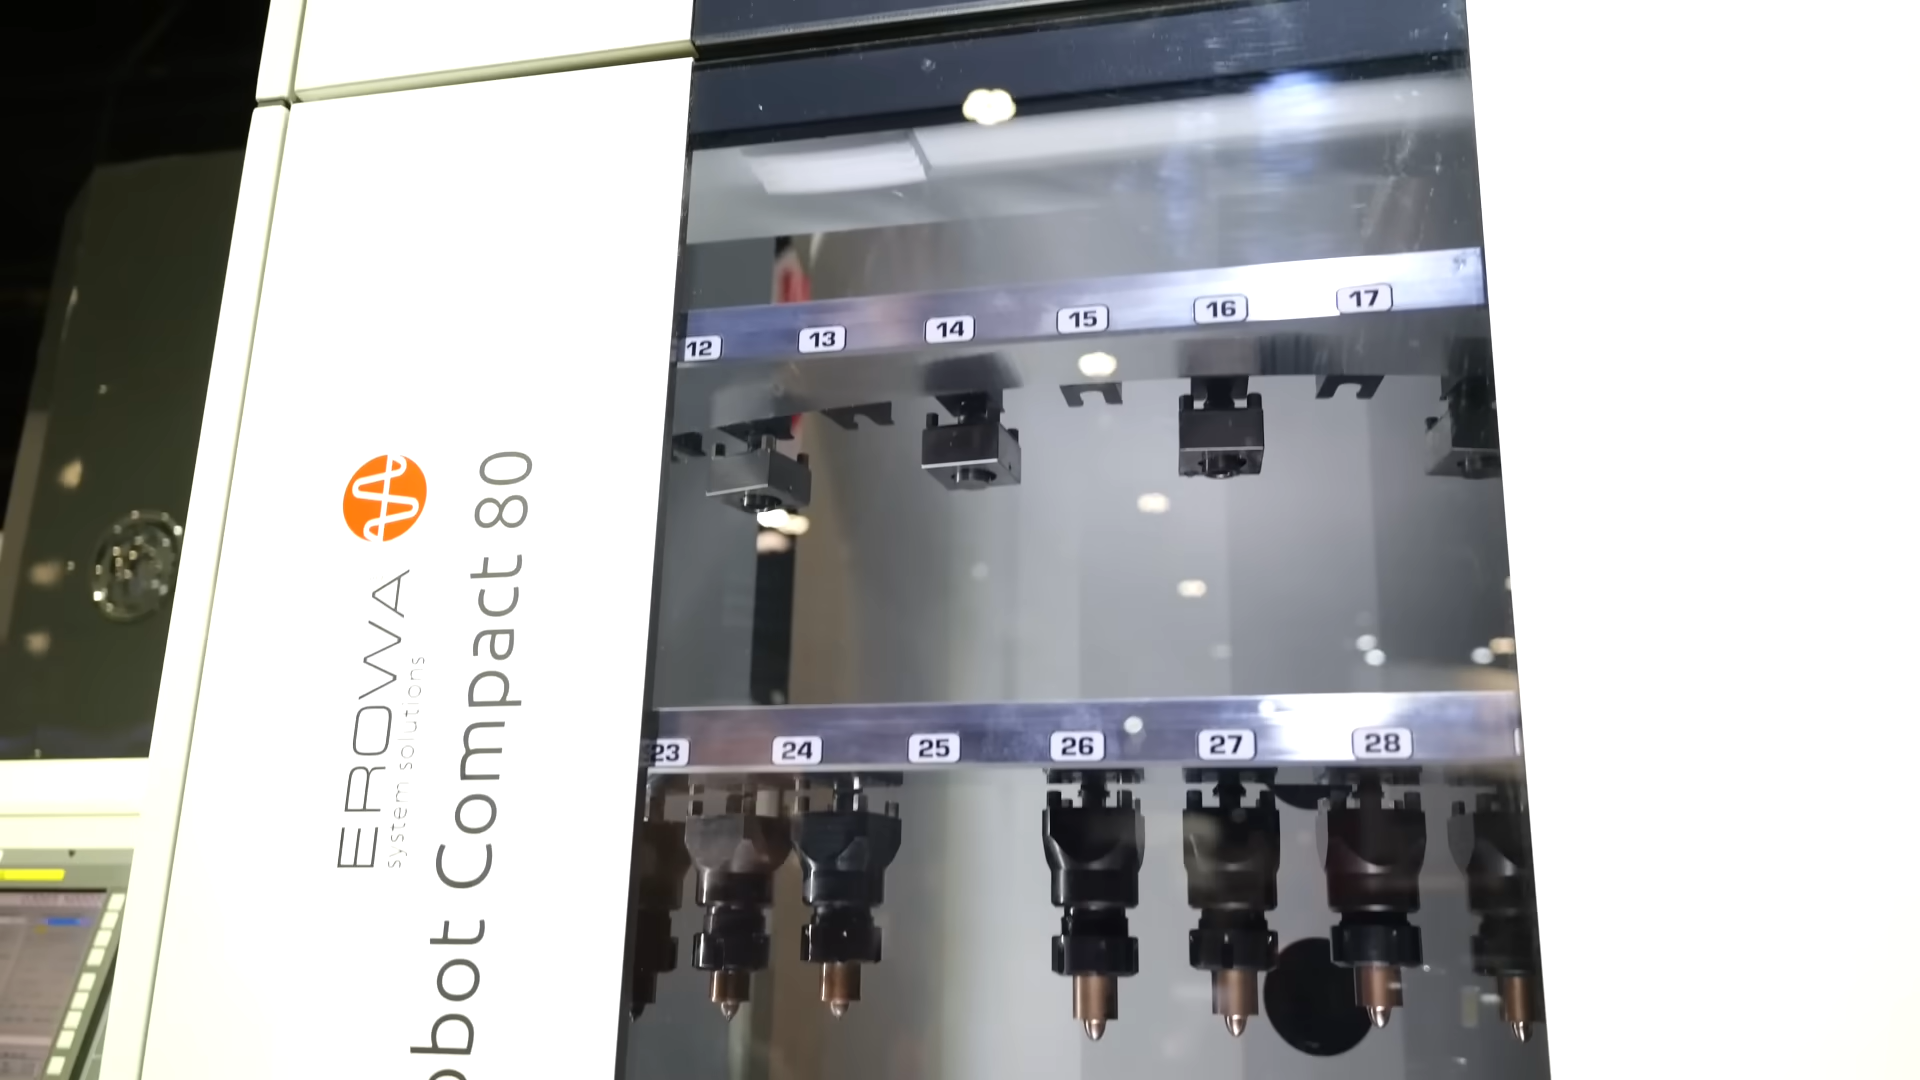 EROWA
system solutions
obot Compact 80
12 13 14 15 16 17
23 24 25 26 27 28